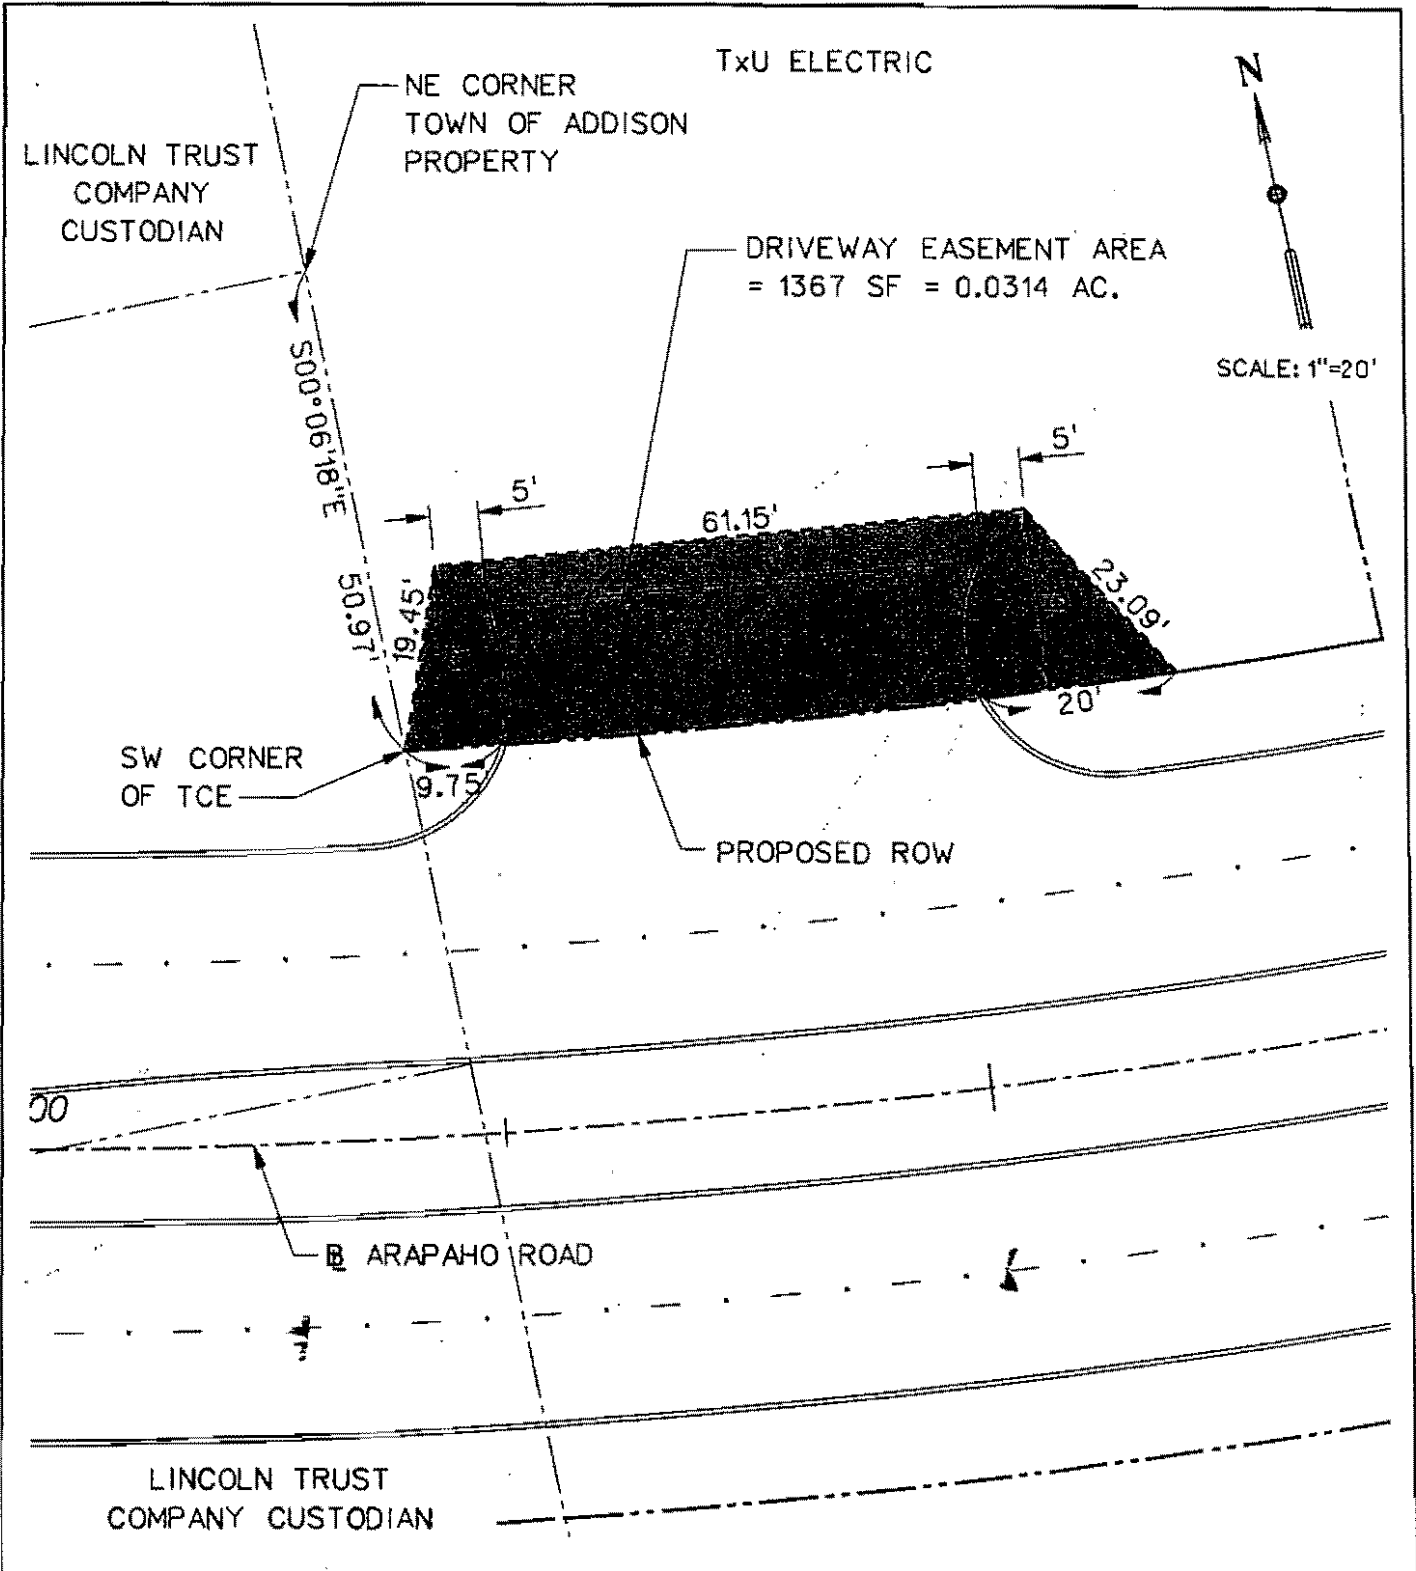 TxU ELECTRIC
N
NE CORNER
TOWN OF ADDISON
PROPERTY
LINCOLN TRUST
COMPANY
CUSTODIAN
DRIVEWAY EASEMENT AREA
= 1367 SF = 0.0314 AC.
SCALE: 1"=20'
S00°06'18"E
50.97'
5'
5'
61.15'
19.45'
23.09'
20'
9.75'
SW CORNER
OF TCE
PROPOSED ROW
00
B ARAPAHO ROAD
LINCOLN TRUST
COMPANY CUSTODIAN